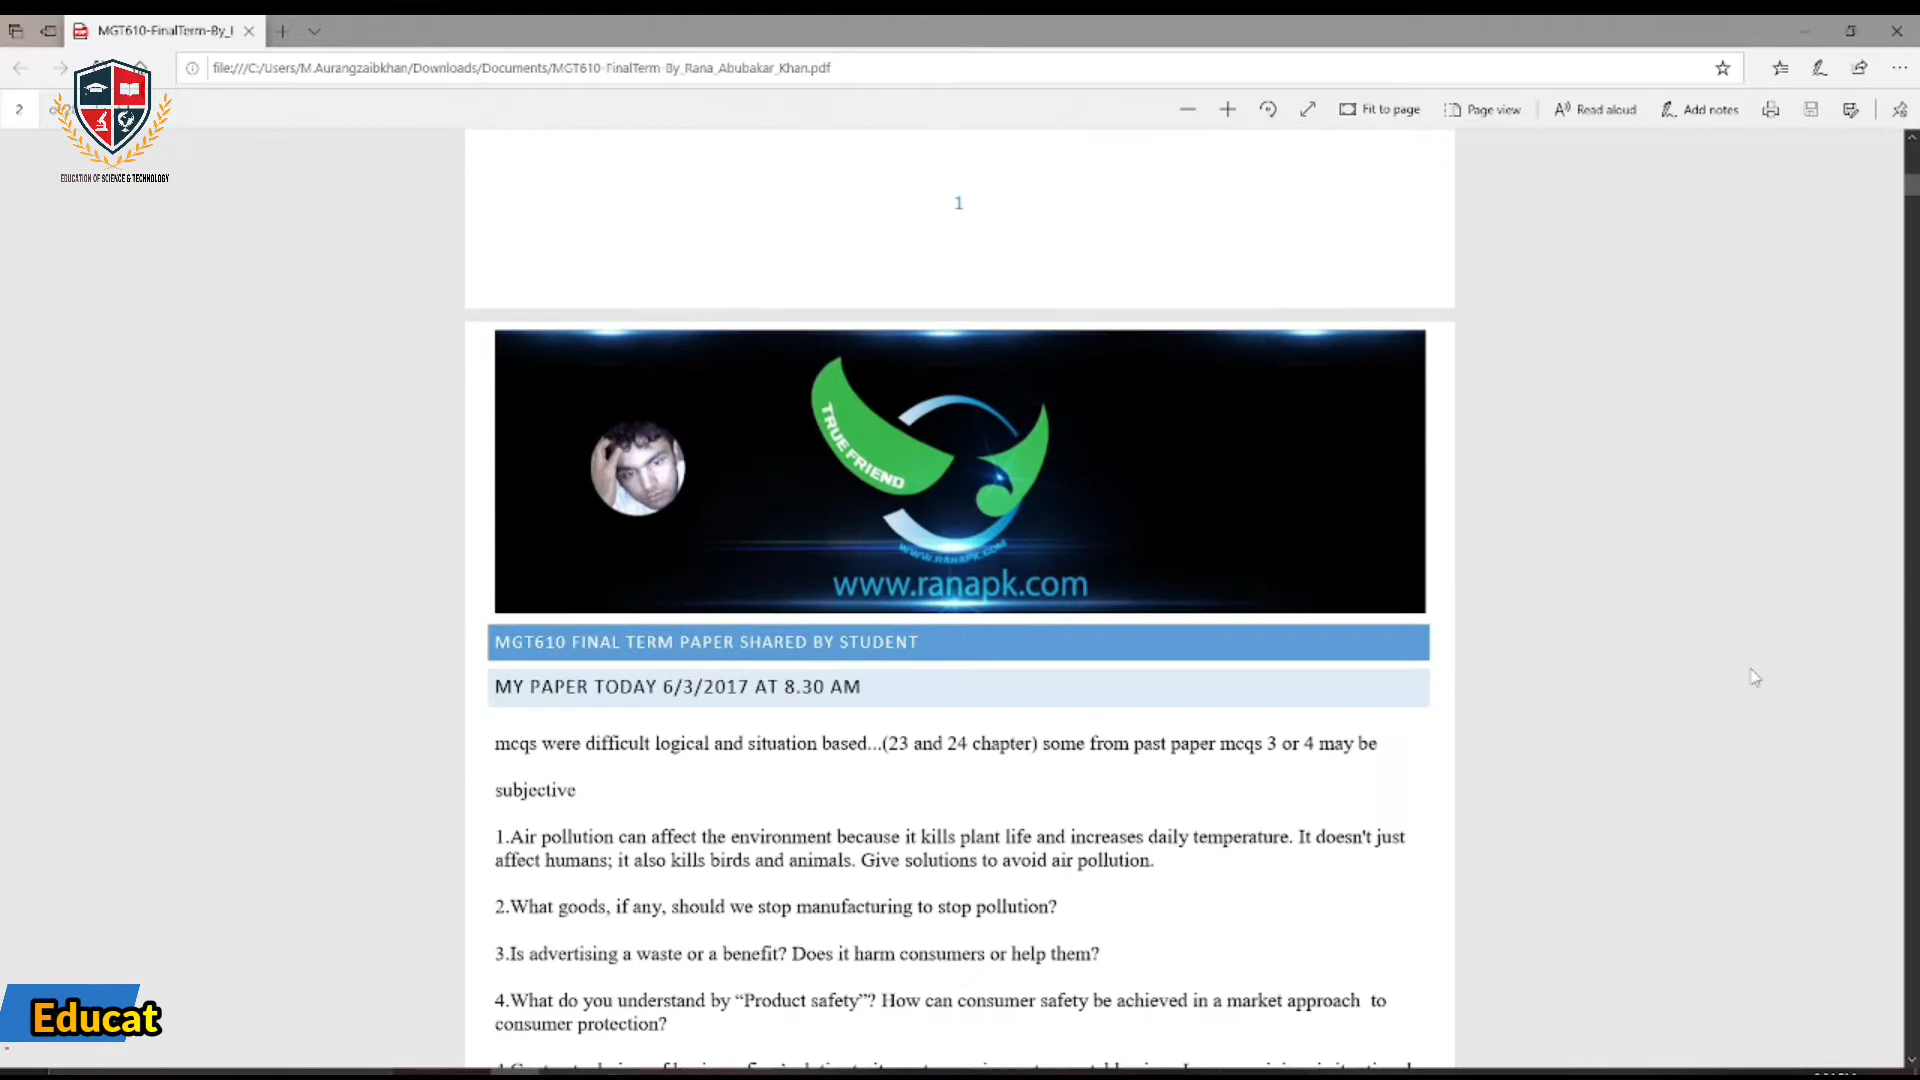 MGT610-FinalTerm-By_I
file:///C:/Users/M.Aurangzaibkhan/Downloads/Documents/MGT610-FinalTerm-By_Rana_Abubakar_Khan.pdf
2
Fit to page
Page view
Read aloud
Add notes
EDUCATION OF SCIENCE & TECHNOLOGY
1
TRUE FRIEND
WWW.RANAPK.COM
www.ranapk.com
MGT610 FINAL TERM PAPER SHARED BY STUDENT
MY PAPER TODAY 6/3/2017 AT 8.30 AM
mcqs were difficult logical and situation based...(23 and 24 chapter) some from past paper mcqs 3 or 4 may be
subjective
1.Air pollution can affect the environment because it kills plant life and increases daily temperature. It doesn't just
affect humans; it also kills birds and animals. Give solutions to avoid air pollution.
2.What goods, if any, should we stop manufacturing to stop pollution?
3.Is advertising a waste or a benefit? Does it harm consumers or help them?
4.What do you understand by “Product safety”? How can consumer safety be achieved in a market approach to
consumer protection?
Educat